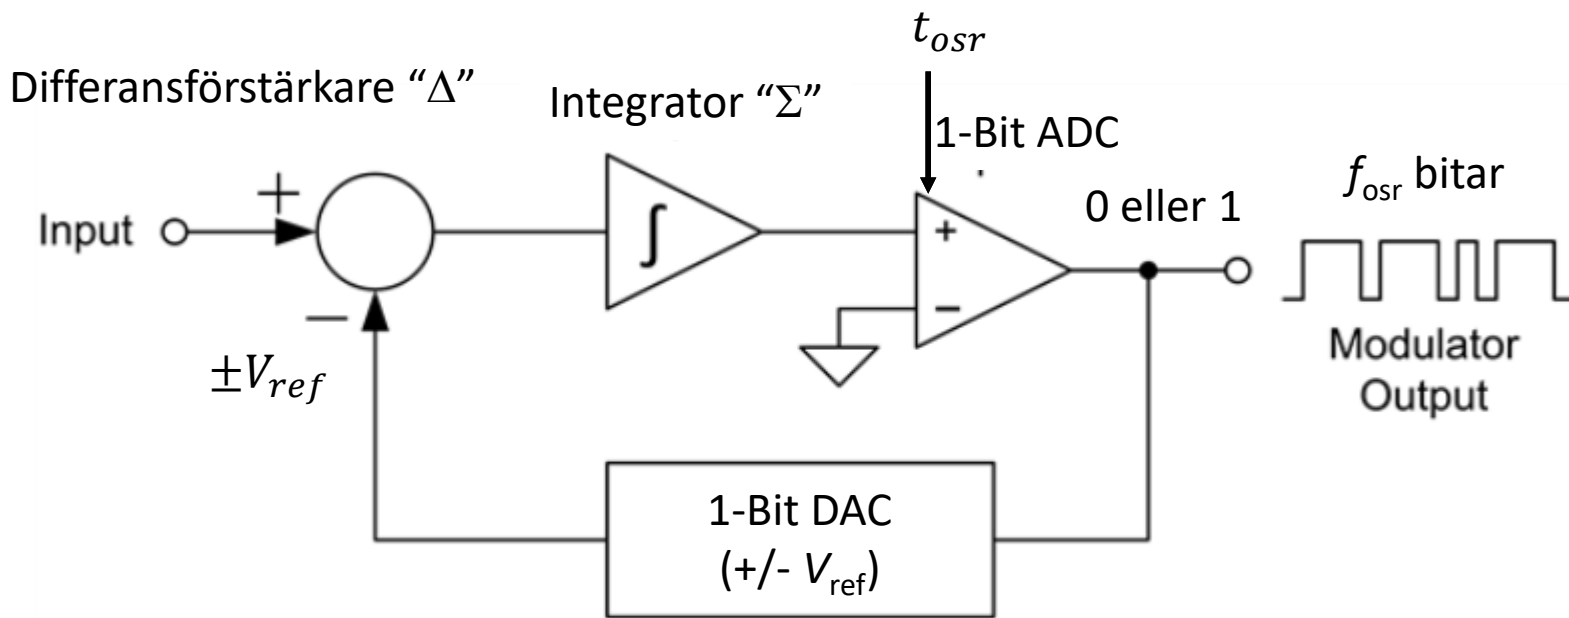 t_osr
Differansförstärkare “Δ”
Integrator “Σ”
1-Bit ADC
f_osr bitar
0 eller 1
+
Input
∫
+
−
−
±V_ref
Modulator
Output
1-Bit DAC
(+/- V_ref)